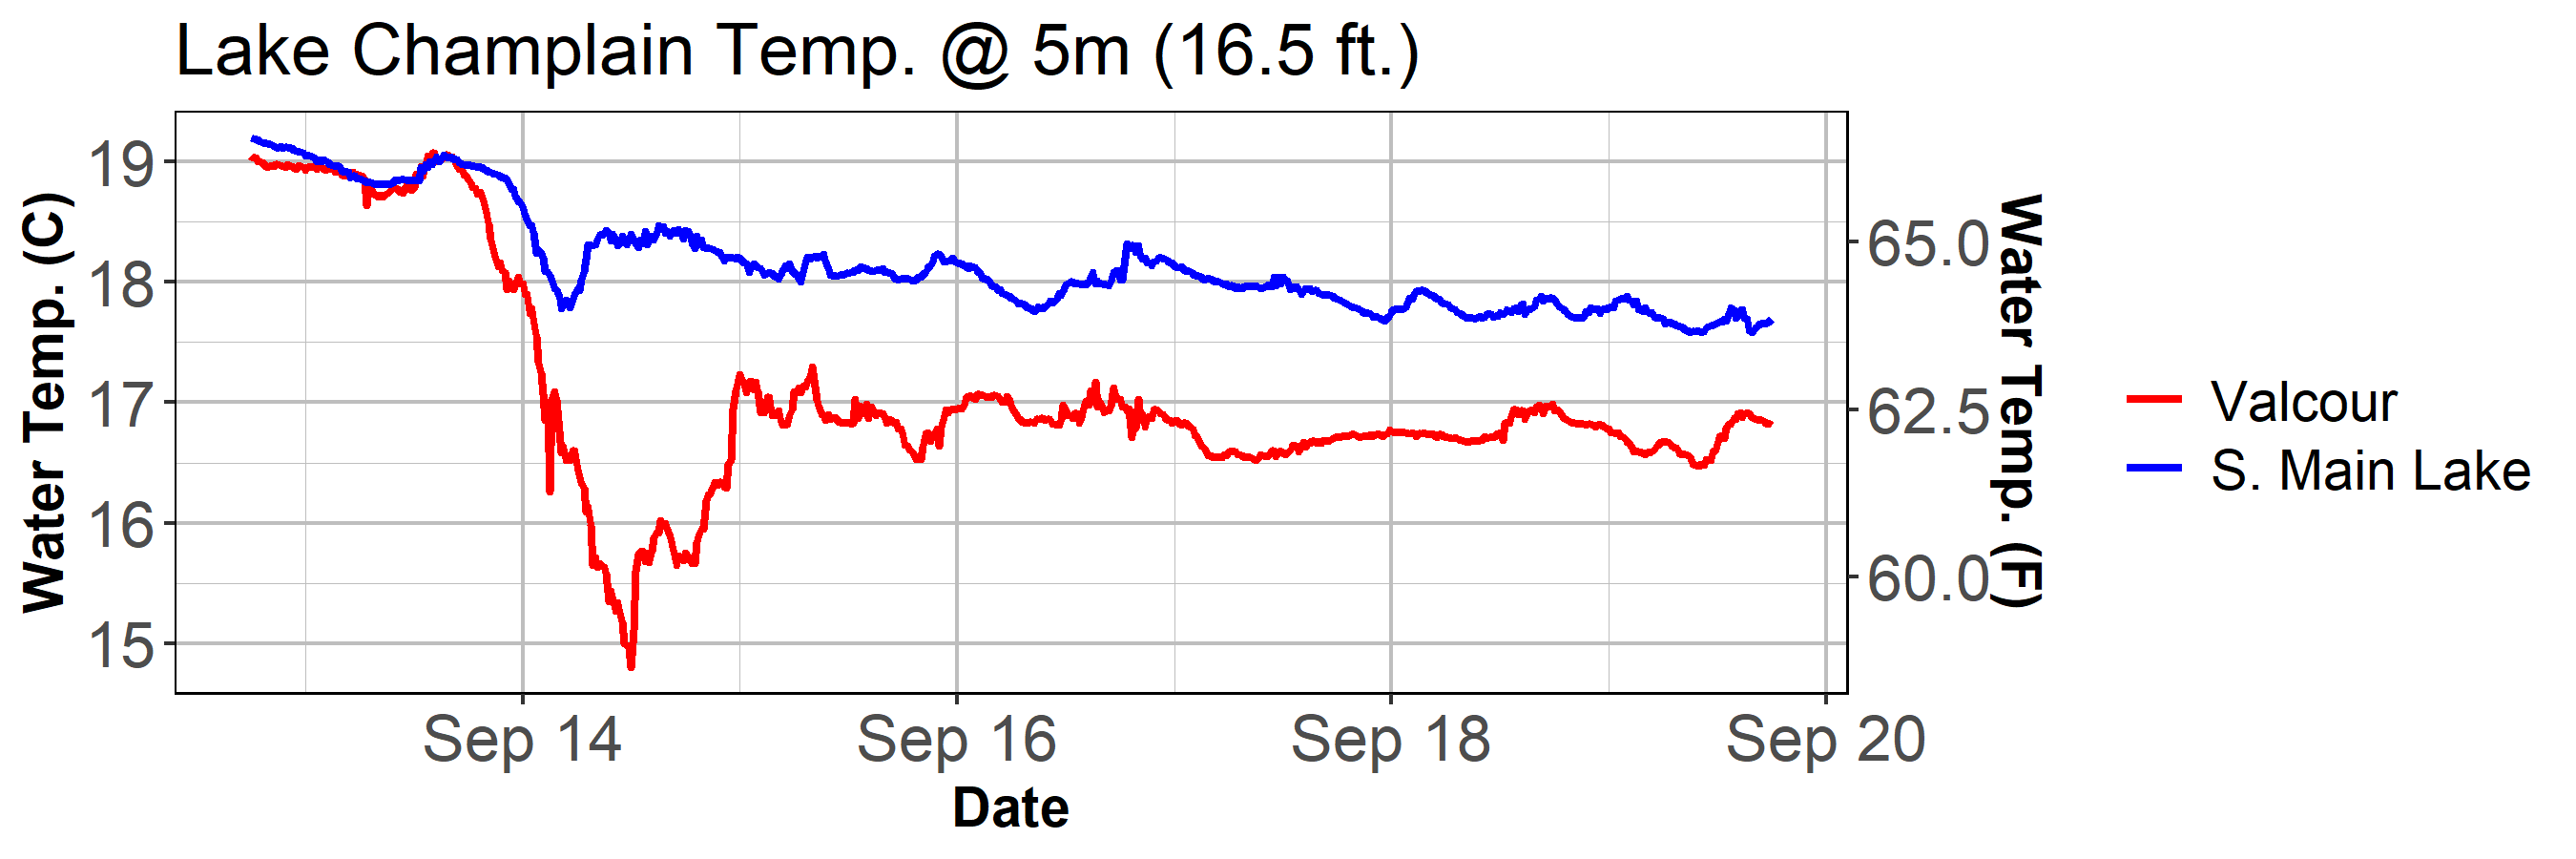 Lake Champlain Temp. @ 5m (16.5 ft.)
Water Temp. (C)
19
18
17
16
15
65.0
62.5
60.0
Water Temp. (F)
Valcour
S. Main Lake
Sep 14
Sep 16
Sep 18
Sep 20
Date